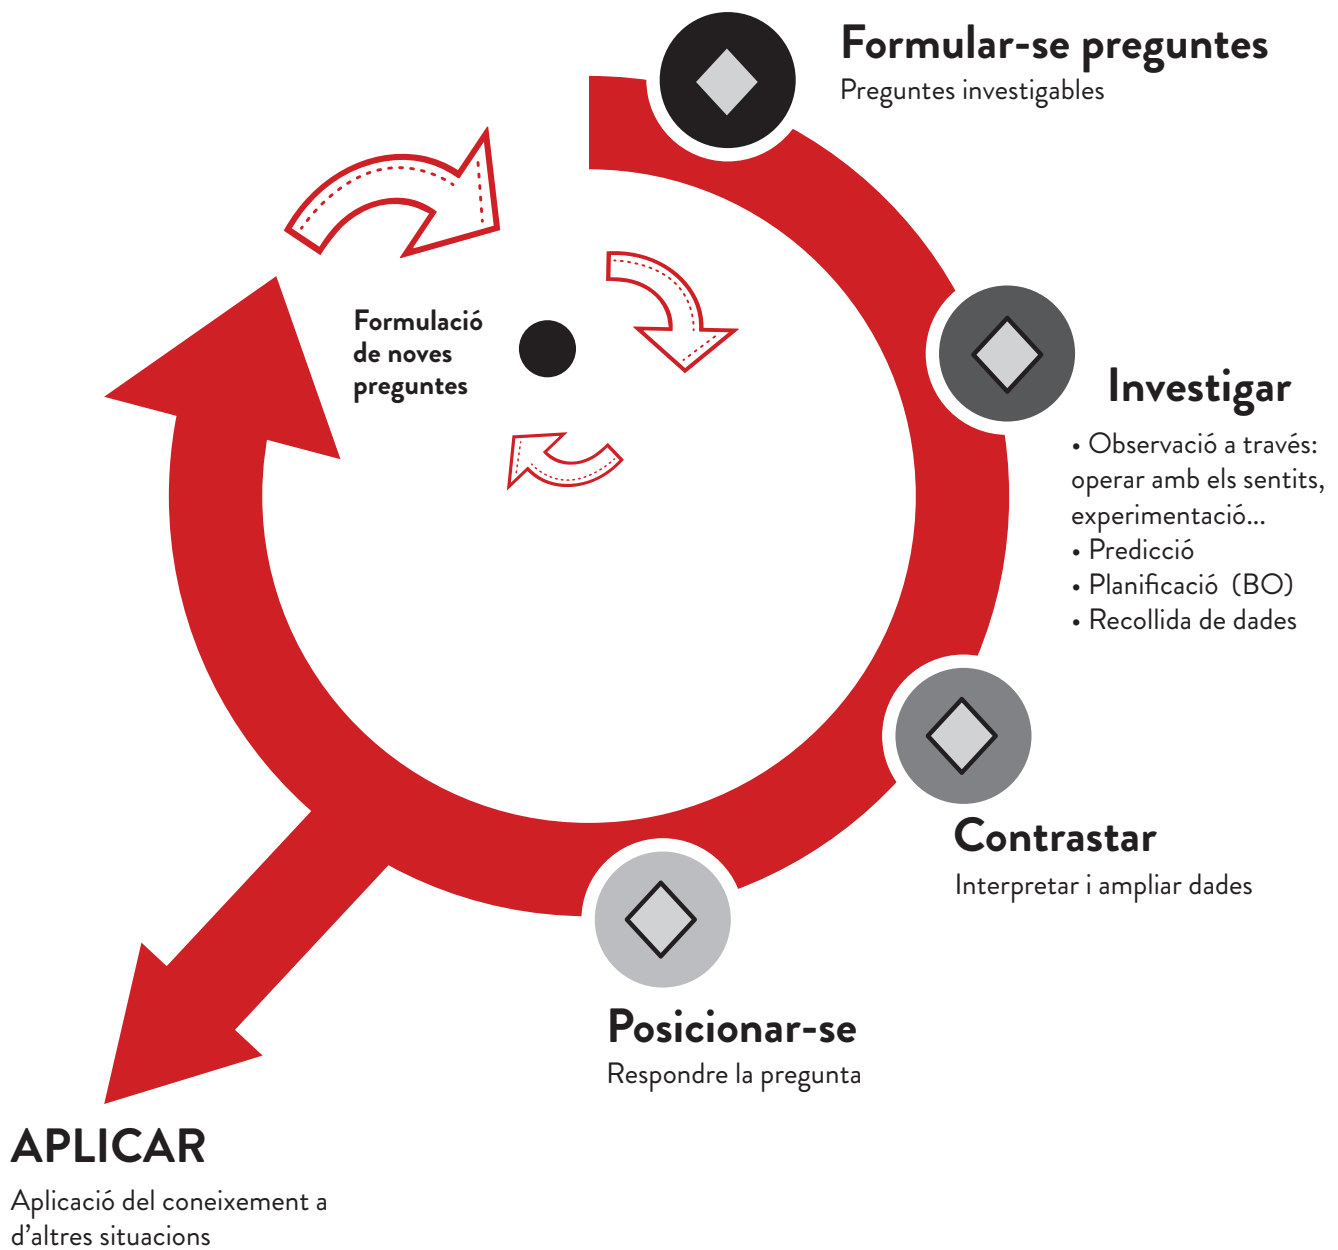 Formular-se preguntes
Preguntes investigables
Formulació
de noves
preguntes
Investigar
• Observació a través:
operar amb els sentits,
experimentació...
• Predicció
• Planificació (BO)
• Recollida de dades
Contrastar
Interpretar i ampliar dades
Posicionar-se
Respondre la pregunta
APLICAR
Aplicació del coneixement a
d'altres situacions